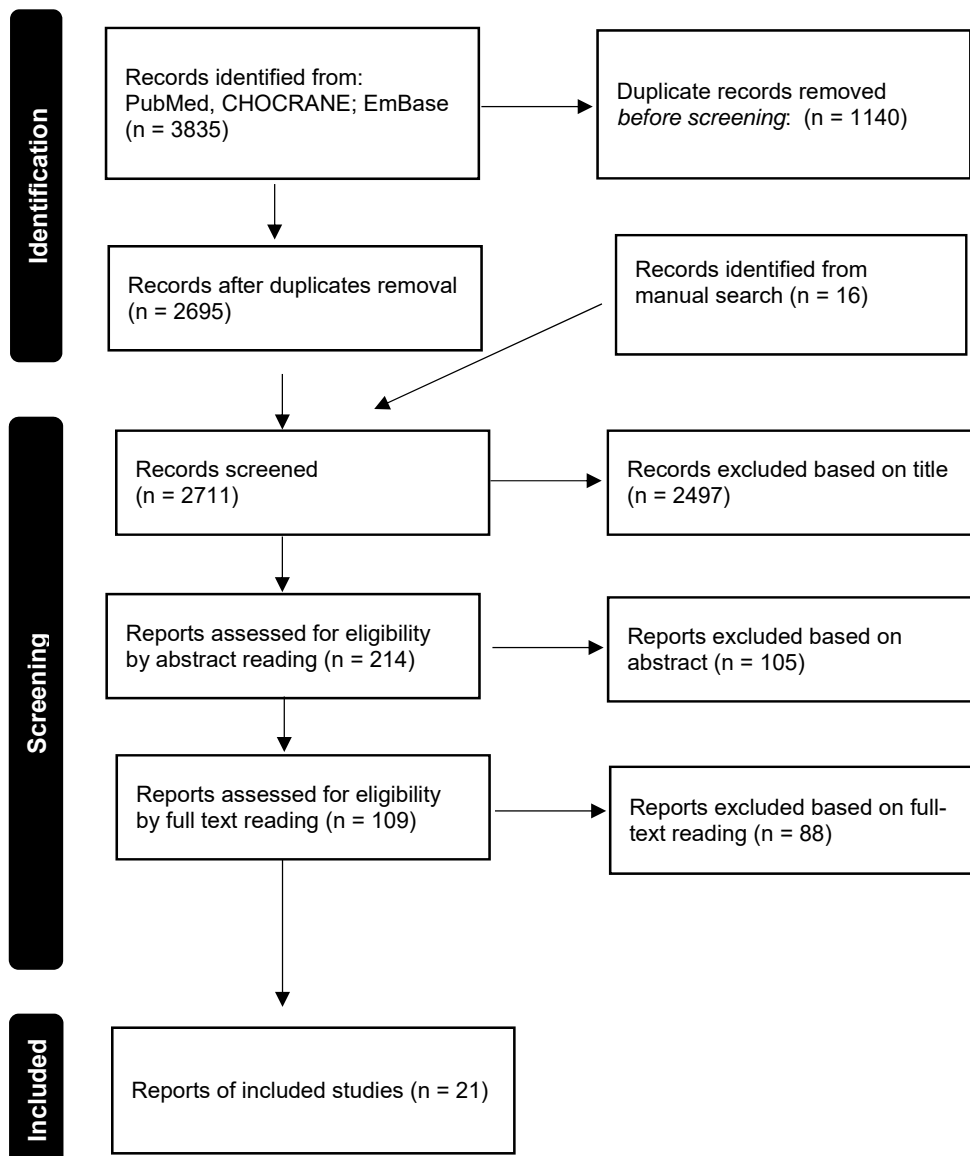 Identification
Records identified from:
PubMed, CHOCRANE; EmBase
(n = 3835)
Duplicate records removed
before screening:  (n = 1140)
Records after duplicates removal
(n = 2695)
Records identified from
manual search (n = 16)
Screening
Records screened
(n = 2711)
Records excluded based on title
(n = 2497)
Reports assessed for eligibility
by abstract reading (n = 214)
Reports excluded based on
abstract (n = 105)
Reports assessed for eligibility
by full text reading (n = 109)
Reports excluded based on full-
text reading (n = 88)
Included
Reports of included studies (n = 21)